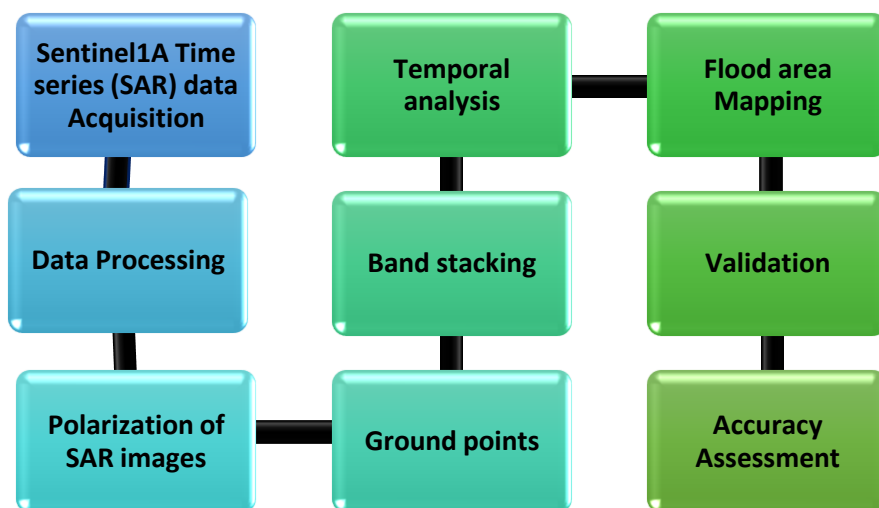 Sentinel1A Time
series (SAR) data
Acquisition
Data Processing
Polarization of
SAR images
Ground points
Band stacking
Temporal
analysis
Flood area
Mapping
Validation
Accuracy
Assessment